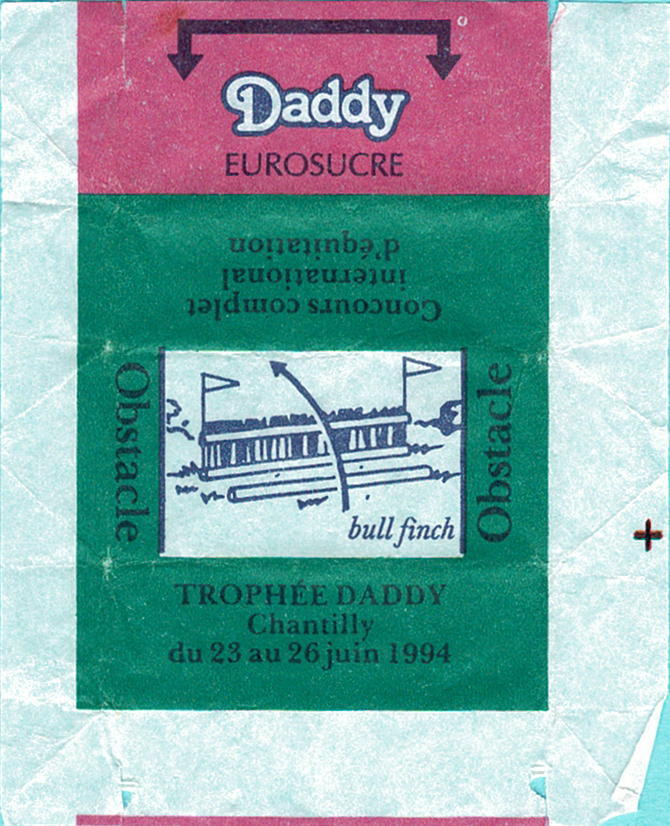 Daddy
EUROSUCRE
Concours complet
international
d'équitation
Obstacle
Obstacle
bull finch
TROPHÉE DADDY
Chantilly
du 23 au 26 juin 1994